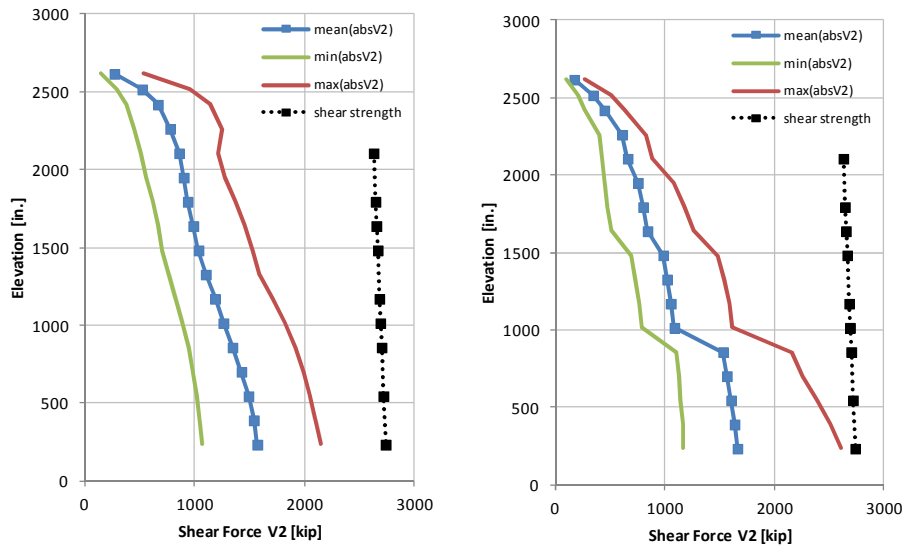 3000
2500
2000
1500
1000
500
0
Elevation [in.]
0 1000 2000 3000
Shear Force V2 [kip]
mean(absV2)
min(absV2)
max(absV2)
shear strength
3000
2500
2000
1500
1000
500
0
Elevation [in.]
0 1000 2000 3000
Shear Force V2 [kip]
mean(absV2)
min(absV2)
max(absV2)
shear strength